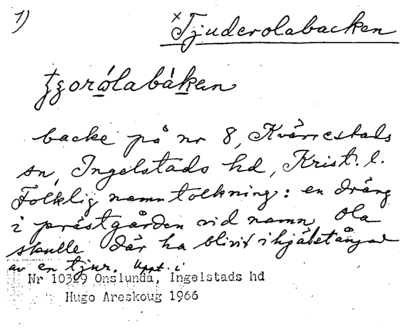 1)
×Tjuderolabacken
backe på nr 8, Kvärrestads
sn, Ingelstads hd, Krist. l.
Folklig namntolkning: en dräng
i prästgården vid namn Ola
skulle där ha blivit ihjälstångad
av en tjur. Uppt. i
Nr 10329 Onslunda, Ingelstads hd
Hugo Areskoug 1966